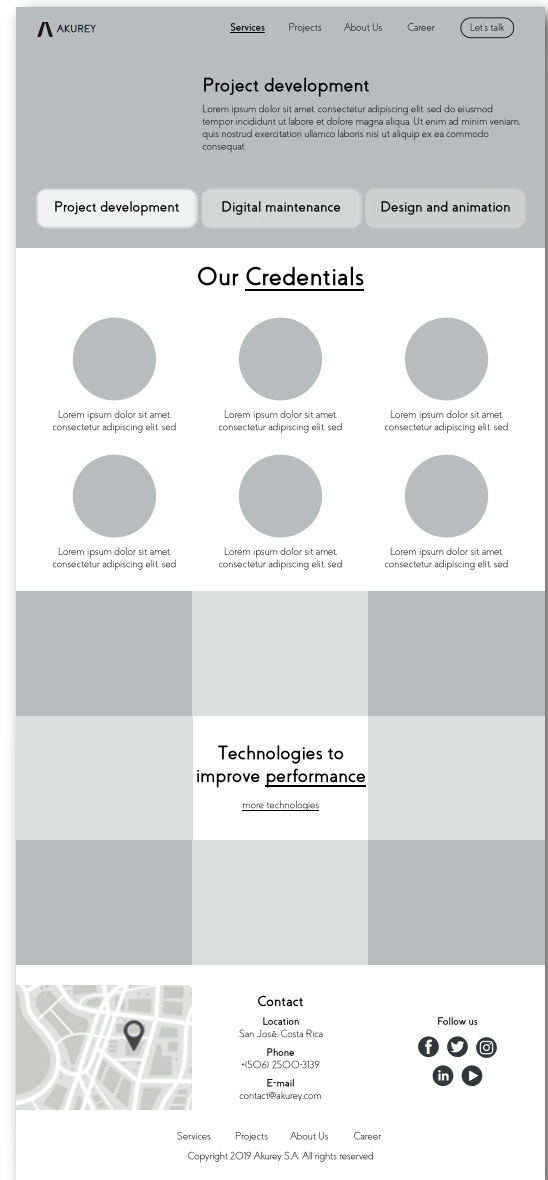 AKUREY
Services Projects About Us Career Let's talk
Project development
Lorem ipsum dolor sit amet. consectetur adipiscing elit. sed do eiusmod
tempor incididunt ut labore et dolore magna aliqua. Ut enim ad minim veniam.
quis nostrud exercitation ullamco laboris nisi ut aliquip ex ea commodo
consequat.
Project development Digital maintenance Design and animation
Our Credentials
Lorem ipsum dolor sit amet.
consectetur adipiscing elit. sed
Lorem ipsum dolor sit amet.
consectetur adipiscing elit. sed
Lorem ipsum dolor sit amet.
consectetur adipiscing elit. sed
Lorem ipsum dolor sit amet.
consectetur adipiscing elit. sed
Lorem ipsum dolor sit amet.
consectetur adipiscing elit. sed
Lorem ipsum dolor sit amet.
consectetur adipiscing elit. sed
Technologies to
improve performance
more technologies
Contact
Location
San José. Costa Rica
Phone
+(506) 2500-3139
E-mail
contact@akurey.com
Follow us
Services Projects About Us Career
Copyright 2019 Akurey S.A. All rights reserved